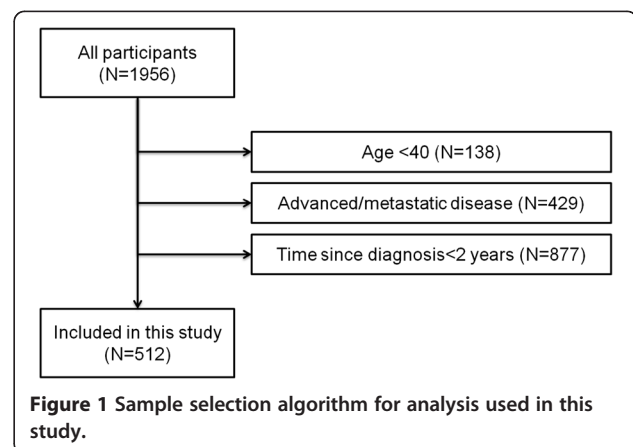 All participants
(N=1956)
Age <40 (N=138)
Advanced/metastatic disease (N=429)
Time since diagnosis<2 years (N=877)
Included in this study
(N=512)
Figure 1 Sample selection algorithm for analysis used in this
study.